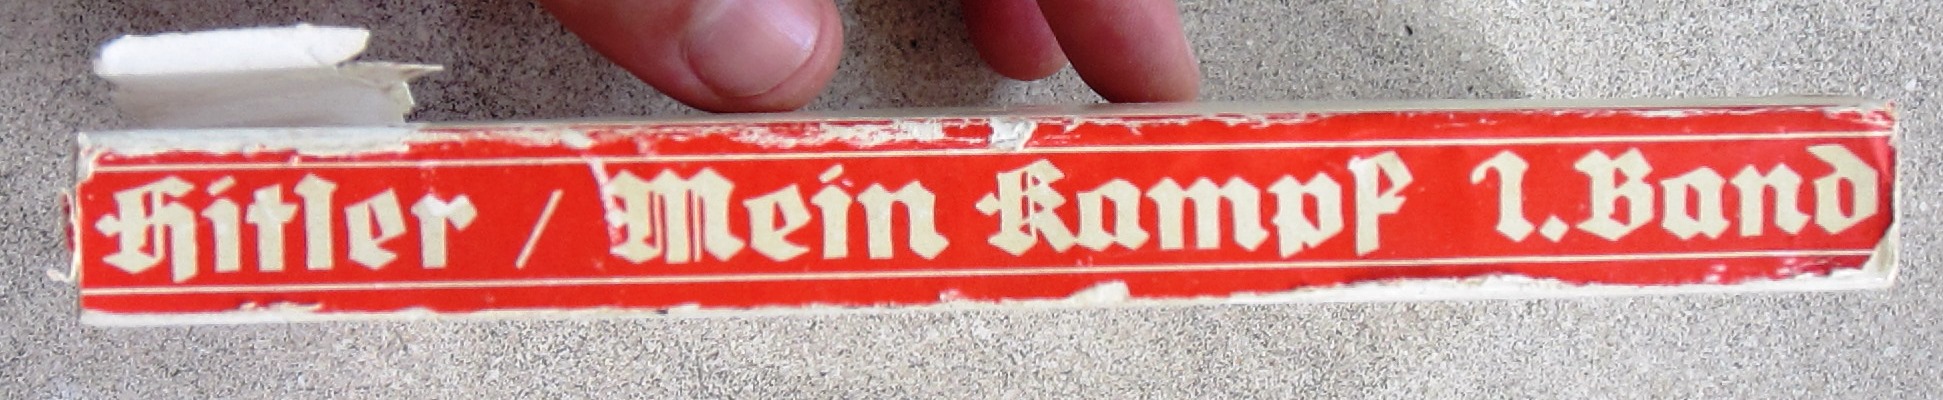 Hitler / Mein Kampf 1. Band